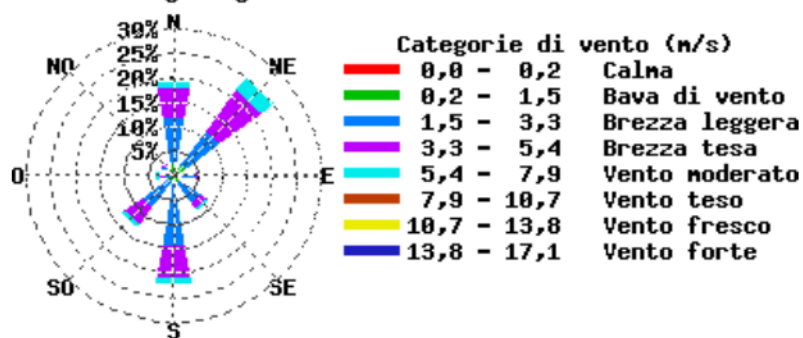 N
30%
25%
NO
NE
20%
15%
10%
5%
O
E
SO
SE
S
Categorie di vento (m/s)
0,0 - 0,2 Calma
0,2 - 1,5 Bava di vento
1,5 - 3,3 Brezza leggera
3,3 - 5,4 Brezza tesa
5,4 - 7,9 Vento moderato
7,9 - 10,7 Vento teso
10,7 - 13,8 Vento fresco
13,8 - 17,1 Vento forte